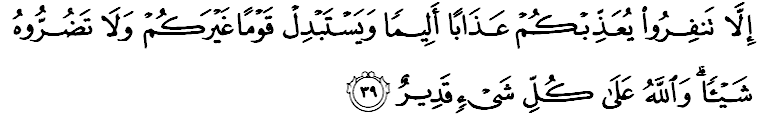 إِلَّا تَنفِرُوا۟ يُعَذِّبْكُمْ عَذَابًا أَلِيمًا وَيَسْتَبْدِلْ قَوْمًا غَيْرَكُمْ وَلَا تَضُرُّوهُ
شَيْـًٔا ۗ وَٱللَّهُ عَلَىٰ كُلِّ شَىْءٍ قَدِيرٌ ﴿٣٩﴾